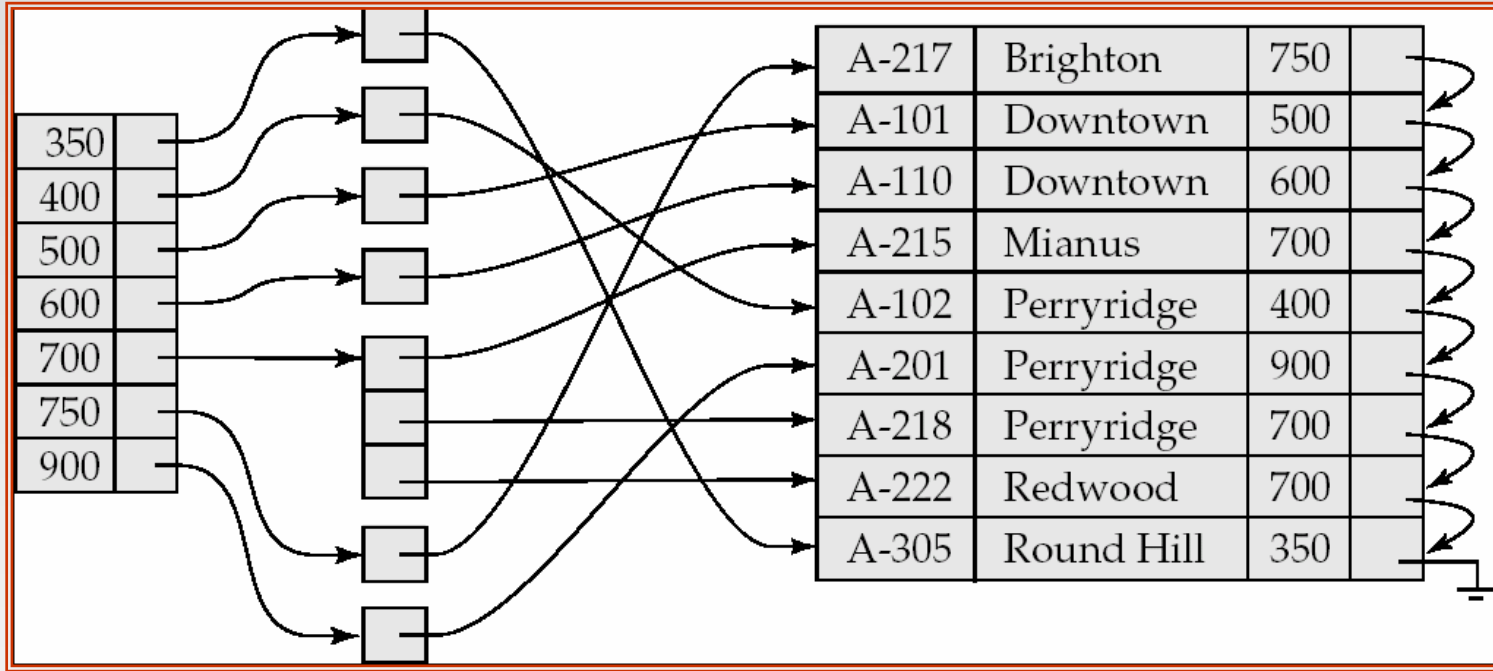 350
400
500
600
700
750
900
A-217 Brighton 750
A-101 Downtown 500
A-110 Downtown 600
A-215 Mianus 700
A-102 Perryridge 400
A-201 Perryridge 900
A-218 Perryridge 700
A-222 Redwood 700
A-305 Round Hill 350